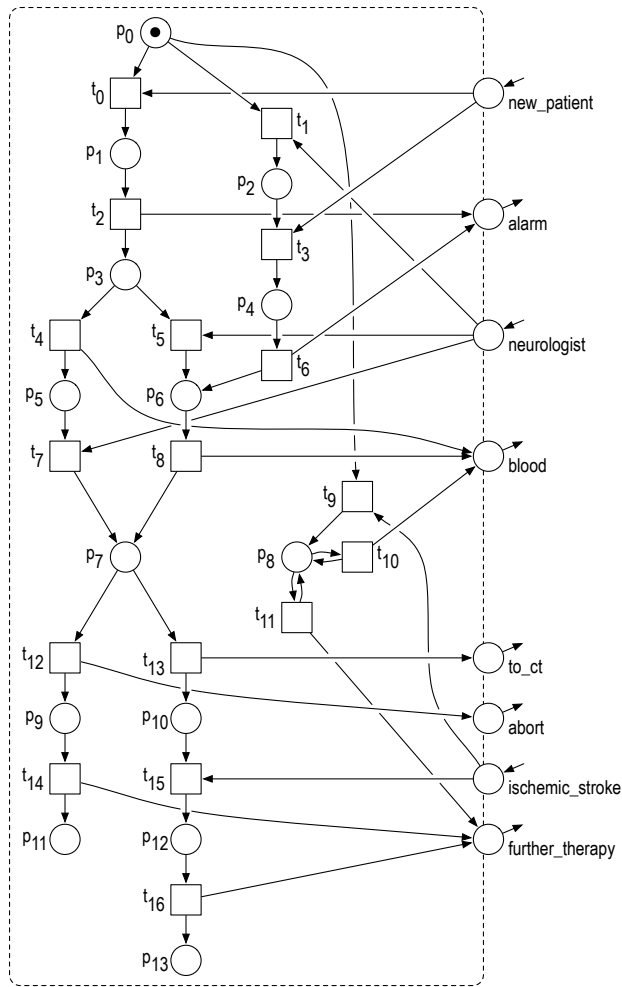 p0
t0
new_patient
t1
p1
p2
t2
alarm
t3
p3
p4
t4
t5
neurologist
t6
p5
p6
t7
t8
blood
t9
p7
p8
t10
t11
t12
t13
to_ct
p9
p10
abort
t14
t15
ischemic_stroke
p11
p12
further_therapy
t16
p13